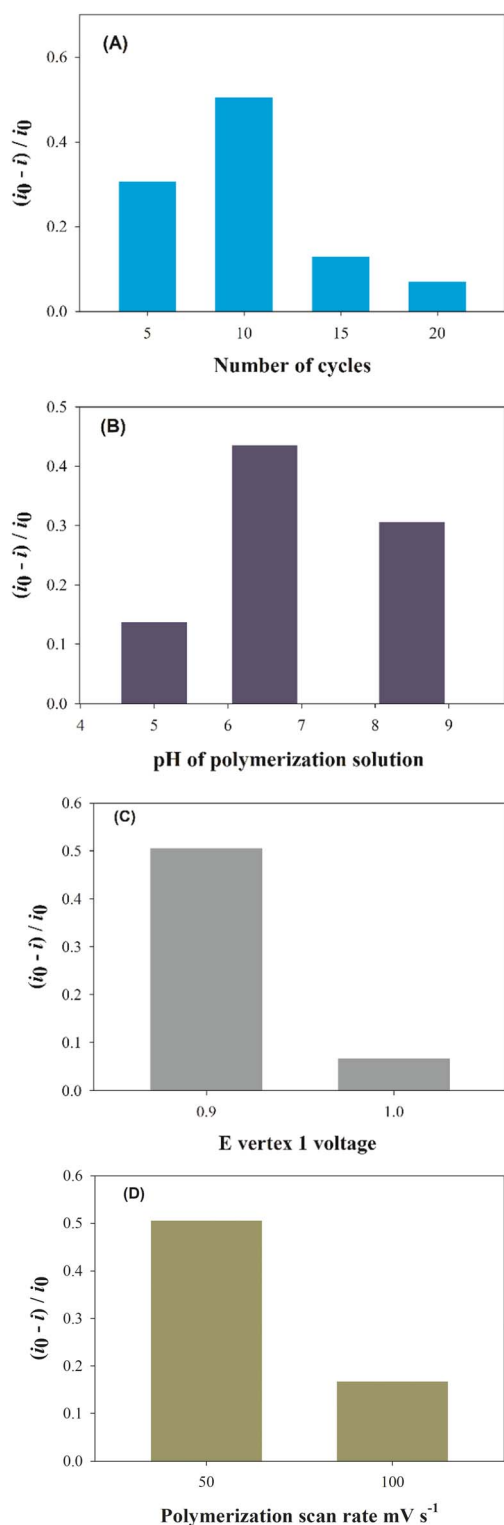 (A)
0.6
0.4
0.2
0.0
(i0 - i) / i0
5 10 15 20
Number of cycles
(B)
0.5
0.4
0.3
0.2
0.1
0.0
(i0 - i) / i0
4 5 6 7 8 9
pH of polymerization solution
(C)
0.6
0.5
0.4
0.3
0.2
0.1
0.0
(i0 - i) / i0
0.9 1.0
E vertex 1 voltage
(D)
0.6
0.5
0.4
0.3
0.2
0.1
0.0
(i0 - i) / i0
50 100
Polymerization scan rate mV s⁻¹